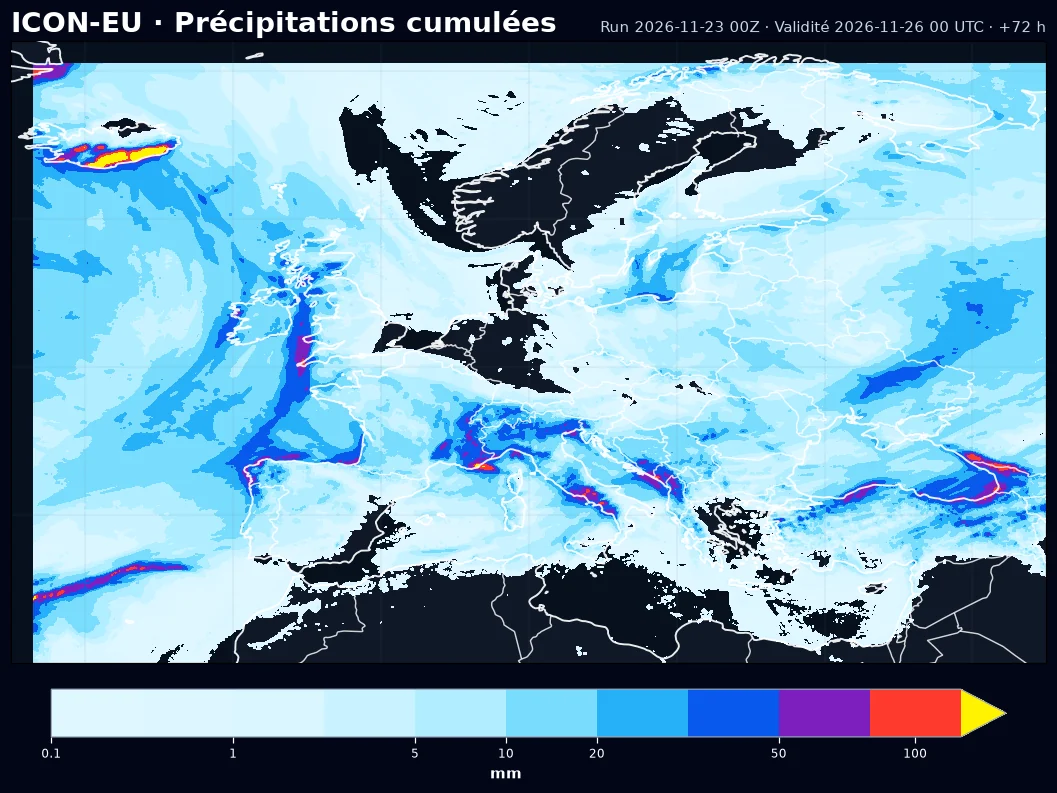 ICON-EU · Précipitations cumulées
Run 2026-11-23 00Z · Validité 2026-11-26 00 UTC · +72 h
0.1 1 5 10 20 50 100
mm